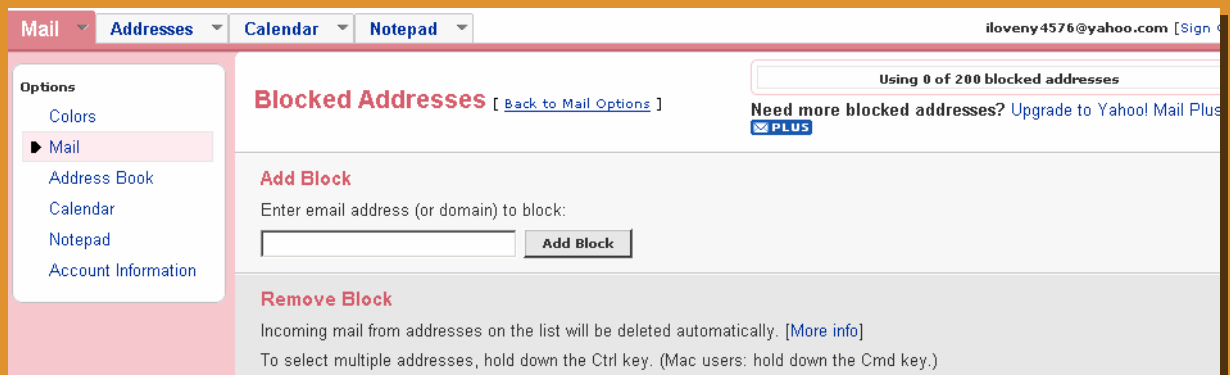 Mail Addresses Calendar Notepad iloveny4576@yahoo.com [Sign
Options
Colors
Mail
Address Book
Calendar
Notepad
Account Information
Blocked Addresses [ Back to Mail Options ]
Using 0 of 200 blocked addresses
Need more blocked addresses? Upgrade to Yahoo! Mail Plus
PLUS
Add Block
Enter email address (or domain) to block:
Add Block
Remove Block
Incoming mail from addresses on the list will be deleted automatically. [More info]
To select multiple addresses, hold down the Ctrl key. (Mac users: hold down the Cmd key.)